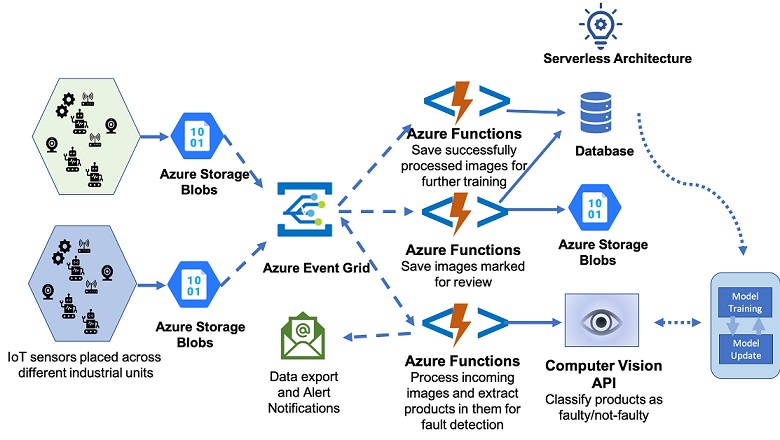 Serverless Architecture
Azure Functions
Save successfully
processed images for
further training
Database
10
01
Azure Storage
Blobs
Azure Event Grid
Azure Functions
Save images marked
for review
10
01
Azure Storage
Blobs
10
01
Azure Storage
Blobs
IoT sensors placed across
different industrial units
Data export
and Alert
Notifications
Azure Functions
Process incoming
images and extract
products in them for
fault detection
Computer Vision
API
Classify products as
faulty/not-faulty
Model
Training
Model
Update